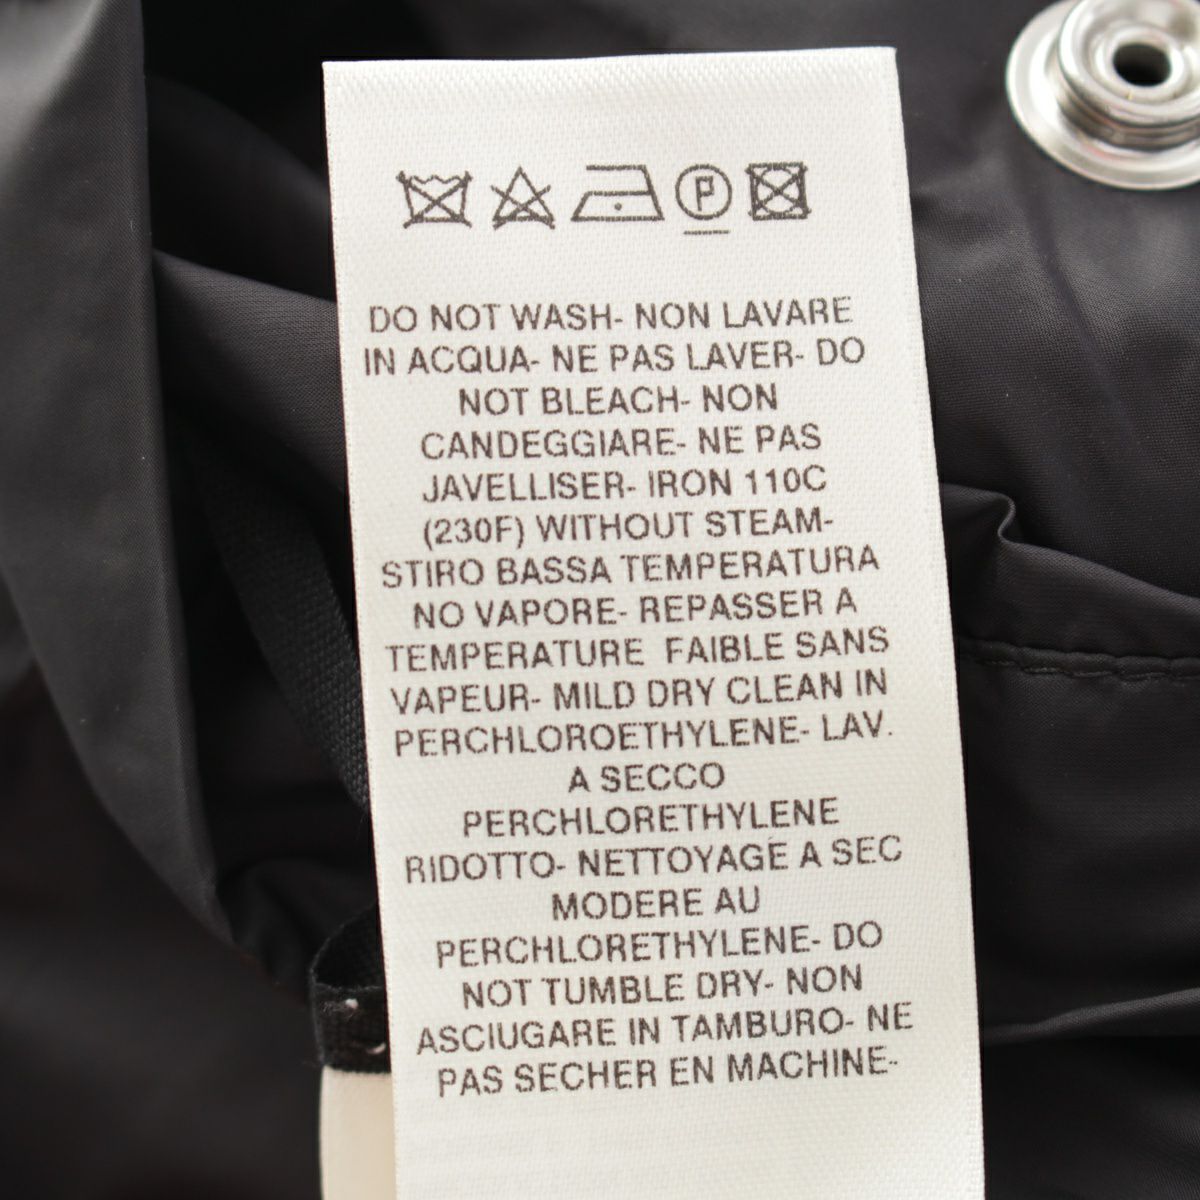 P
DO NOT WASH- NON LAVARE
IN ACQUA- NE PAS LAVER- DO
NOT BLEACH- NON
CANDEGGIARE- NE PAS
JAVELLISER- IRON 110C
(230F) WITHOUT STEAM-
STIRO BASSA TEMPERATURA
NO VAPORE- REPASSER A
TEMPERATURE FAIBLE SANS
VAPEUR- MILD DRY CLEAN IN
PERCHLOROETHYLENE- LAV.
A SECCO
PERCHLORETHYLENE
RIDOTTO- NETTOYAGE A SEC
MODERE AU
PERCHLORETHYLENE- DO
NOT TUMBLE DRY- NON
ASCIUGARE IN TAMBURO- NE
PAS SECHER EN MACHINE-